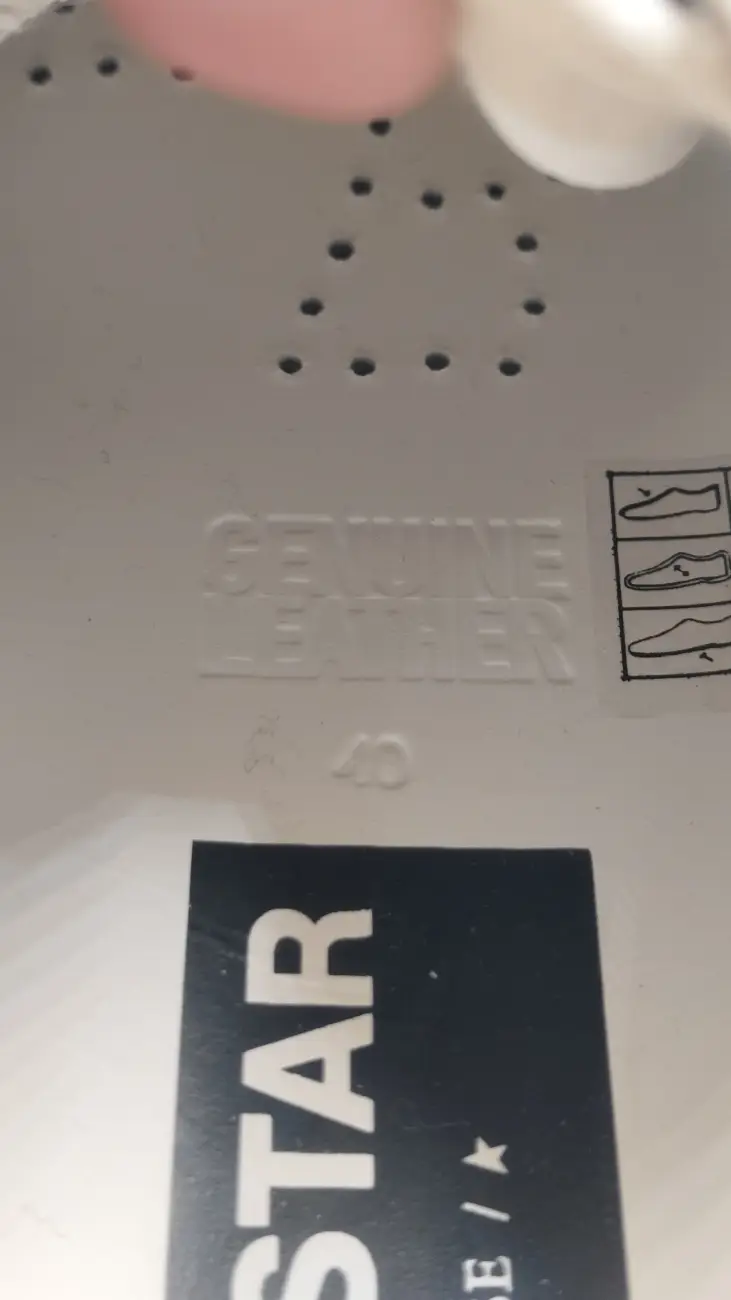 GENUINE
LEATHER
40
STAR
E / ★